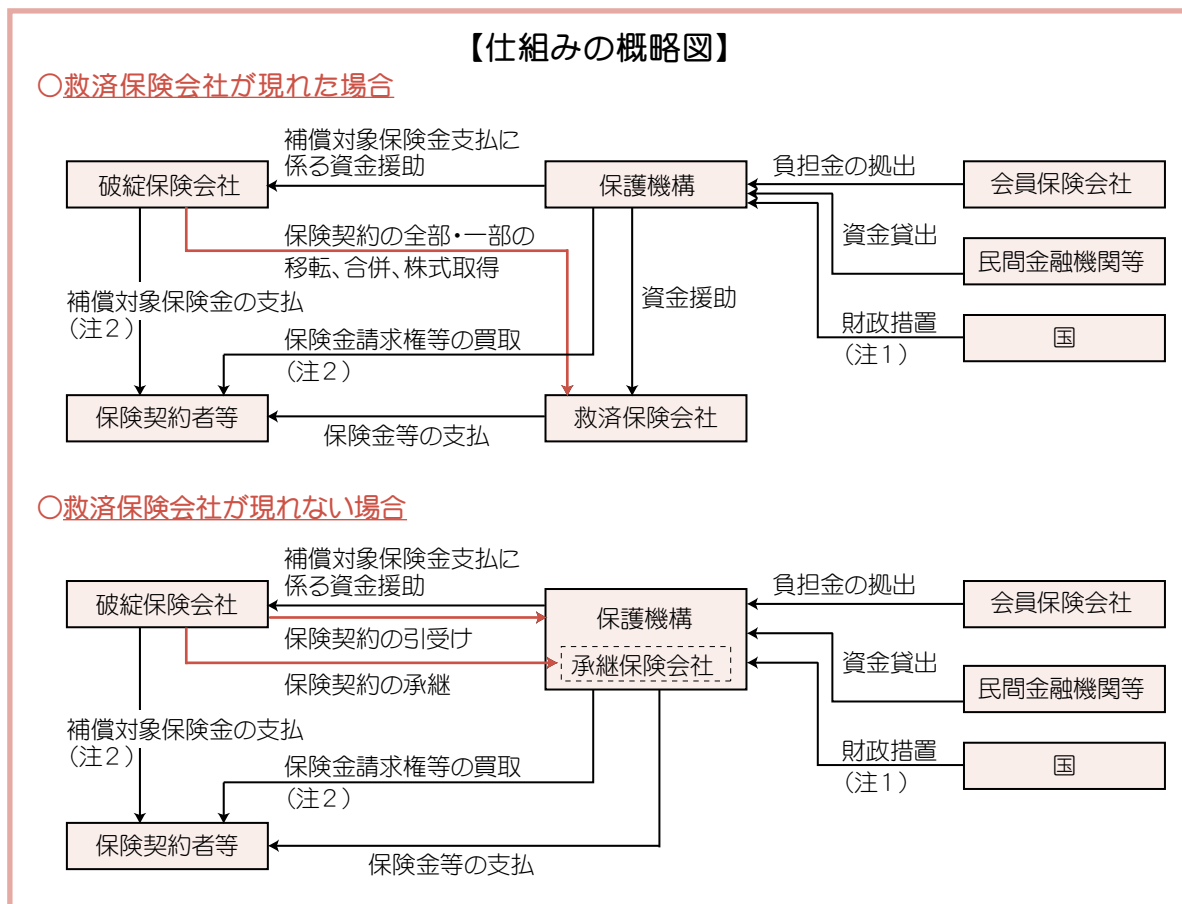 【仕組みの概略図】
○救済保険会社が現れた場合
補償対象保険金支払に
係る資金援助
破綻保険会社
保護機構
負担金の拠出
会員保険会社
保険契約の全部・一部の
移転、合併、株式取得
資金貸出
民間金融機関等
補償対象保険金の支払
(注2)
資金援助
保険金請求権等の買取
(注2)
財政措置
(注1)
国
保険契約者等
保険金等の支払
救済保険会社
○救済保険会社が現れない場合
補償対象保険金支払に
係る資金援助
破綻保険会社
保護機構
負担金の拠出
会員保険会社
保険契約の引受け
承継保険会社
資金貸出
保険契約の承継
民間金融機関等
補償対象保険金の支払
(注2)
保険金請求権等の買取
(注2)
財政措置
(注1)
国
保険契約者等
保険金等の支払